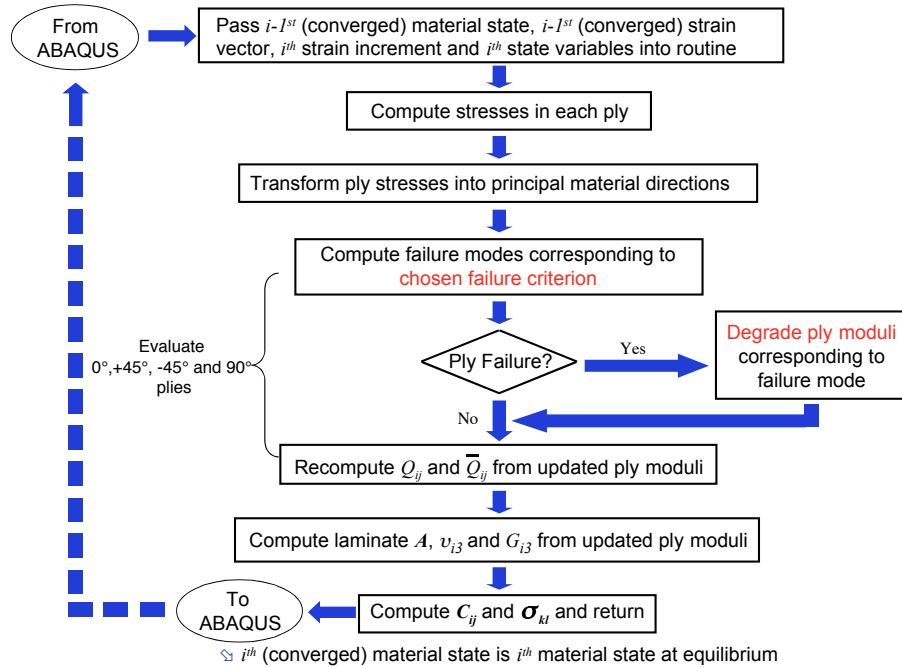 From
ABAQUS
Pass i-1st (converged) material state, i-1st (converged) strain
vector, ith strain increment and ith state variables into routine
Compute stresses in each ply
Transform ply stresses into principal material directions
Compute failure modes corresponding to
chosen failure criterion
Evaluate
0°,+45°, -45° and 90°
plies
Ply Failure?
Yes
Degrade ply moduli
corresponding to
failure mode
No
Recompute Qij and Q̅ij from updated ply moduli
Compute laminate A, υi3 and Gi3 from updated ply moduli
To
ABAQUS
Compute Cij and σkl and return
⇘ ith (converged) material state is ith material state at equilibrium